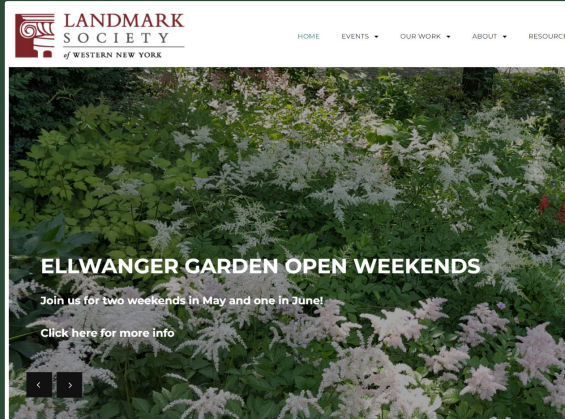 LANDMARK
SOCIETY
of WESTERN NEW YORK
HOME EVENTS OUR WORK ABOUT RESOURCE
ELLWANGER GARDEN OPEN WEEKENDS
Join us for two weekends in May and one in June!
Click here for more info